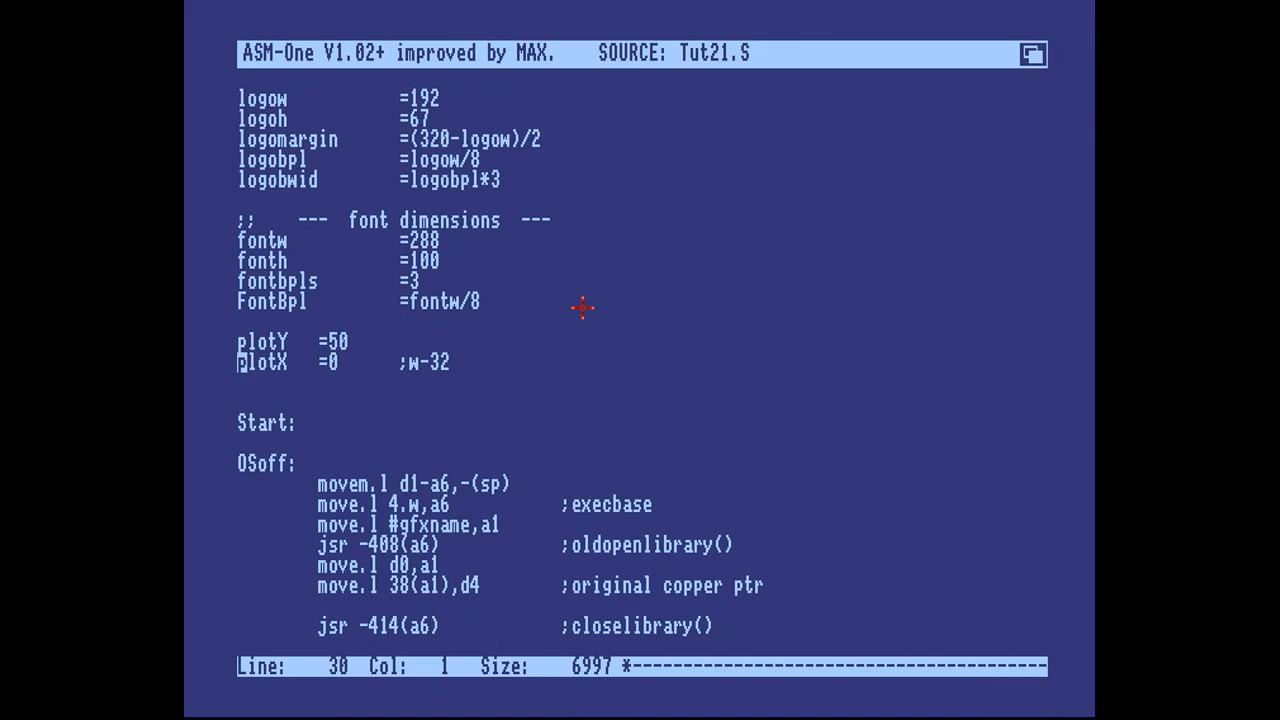 ASM-One V1.02+ improved by MAX.    SOURCE: Tut21.S
logow           =192
logoh           =67
logomargin      =(320-logow)/2
logobpl         =logow/8
logobwid        =logobpl*3
;;    ---  font dimensions  ---
fontw           =288
fonth           =100
fontbpls        =3
FontBpl         =fontw/8
plotY   =50
plotX   =0      ;w-32
Start:
OSoff:
movem.l d1-a6,-(sp)
move.l 4.w,a6           ;execbase
move.l #gfxname,a1
jsr -408(a6)            ;oldopenlibrary()
move.l d0,a1
move.l 38(a1),d4        ;original copper ptr
jsr -414(a6)            ;closelibrary()
Line:    30  Col:   1   Size:    6997 *-----------------------------------------